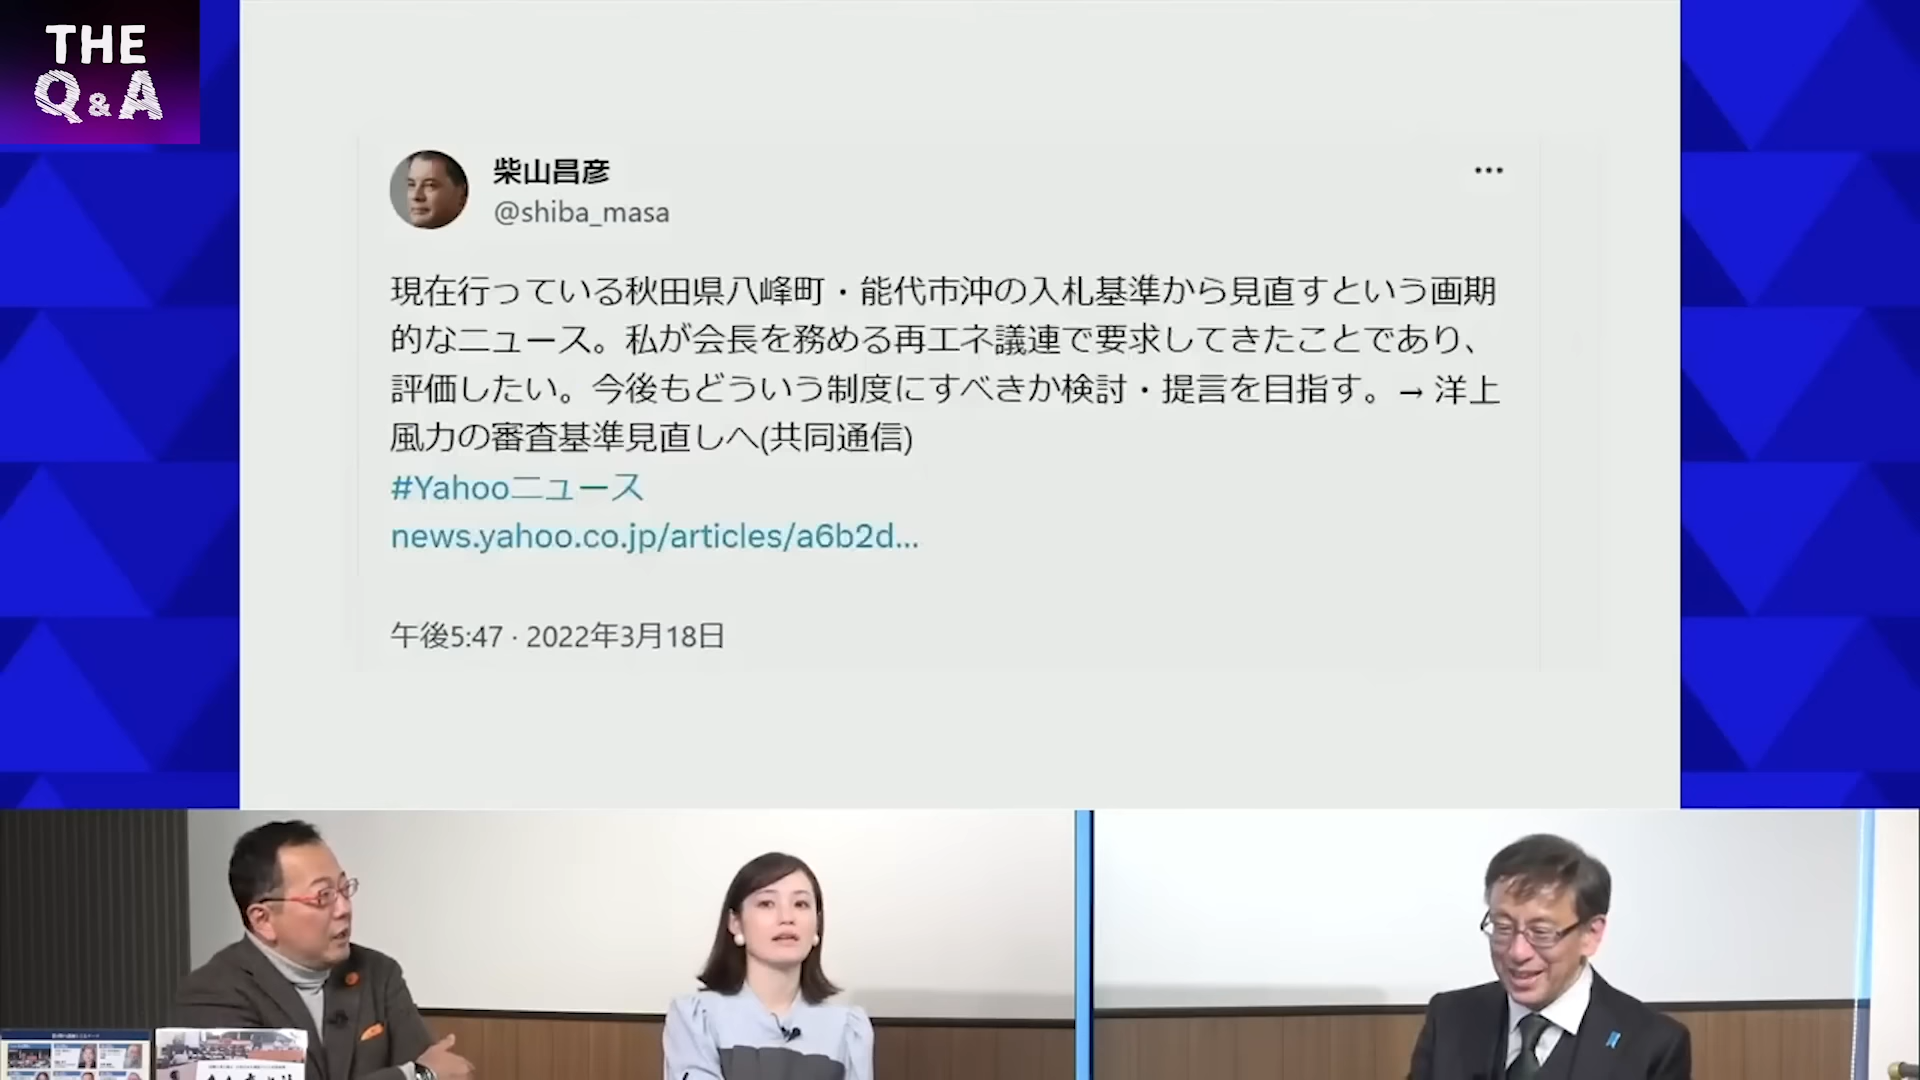 THE
Q&A
柴山昌彦
@shiba_masa
現在行っている秋田県八峰町・能代市沖の入札基準から見直すという画期
的なニュース。私が会長を務める再エネ議連で要求してきたことであり、
評価したい。今後もどういう制度にすべきか検討・提言を目指す。→ 洋上
風力の審査基準見直しへ(共同通信)
#Yahooニュース
news.yahoo.co.jp/articles/a6b2d...
午後5:47 · 2022年3月18日